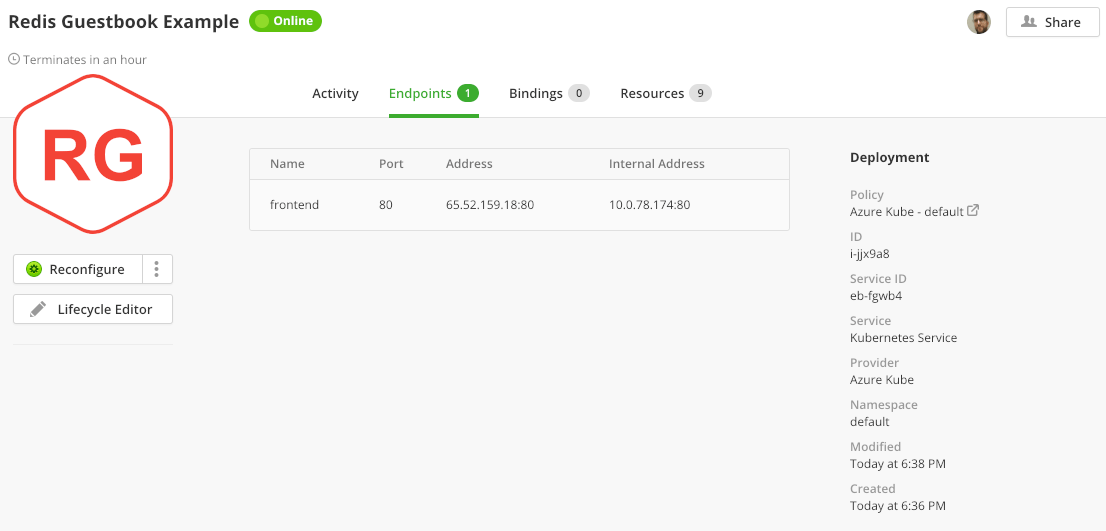 Redis Guestbook Example
Online
Share
Terminates in an hour
Activity
Endpoints 1
Bindings 0
Resources 9
RG
Reconfigure
Lifecycle Editor
Name Port Address Internal Address
frontend 80 65.52.159.18:80 10.0.78.174:80
Deployment
Policy
Azure Kube - default
ID
i-jjx9a8
Service ID
eb-fgwb4
Service
Kubernetes Service
Provider
Azure Kube
Namespace
default
Modified
Today at 6:38 PM
Created
Today at 6:36 PM